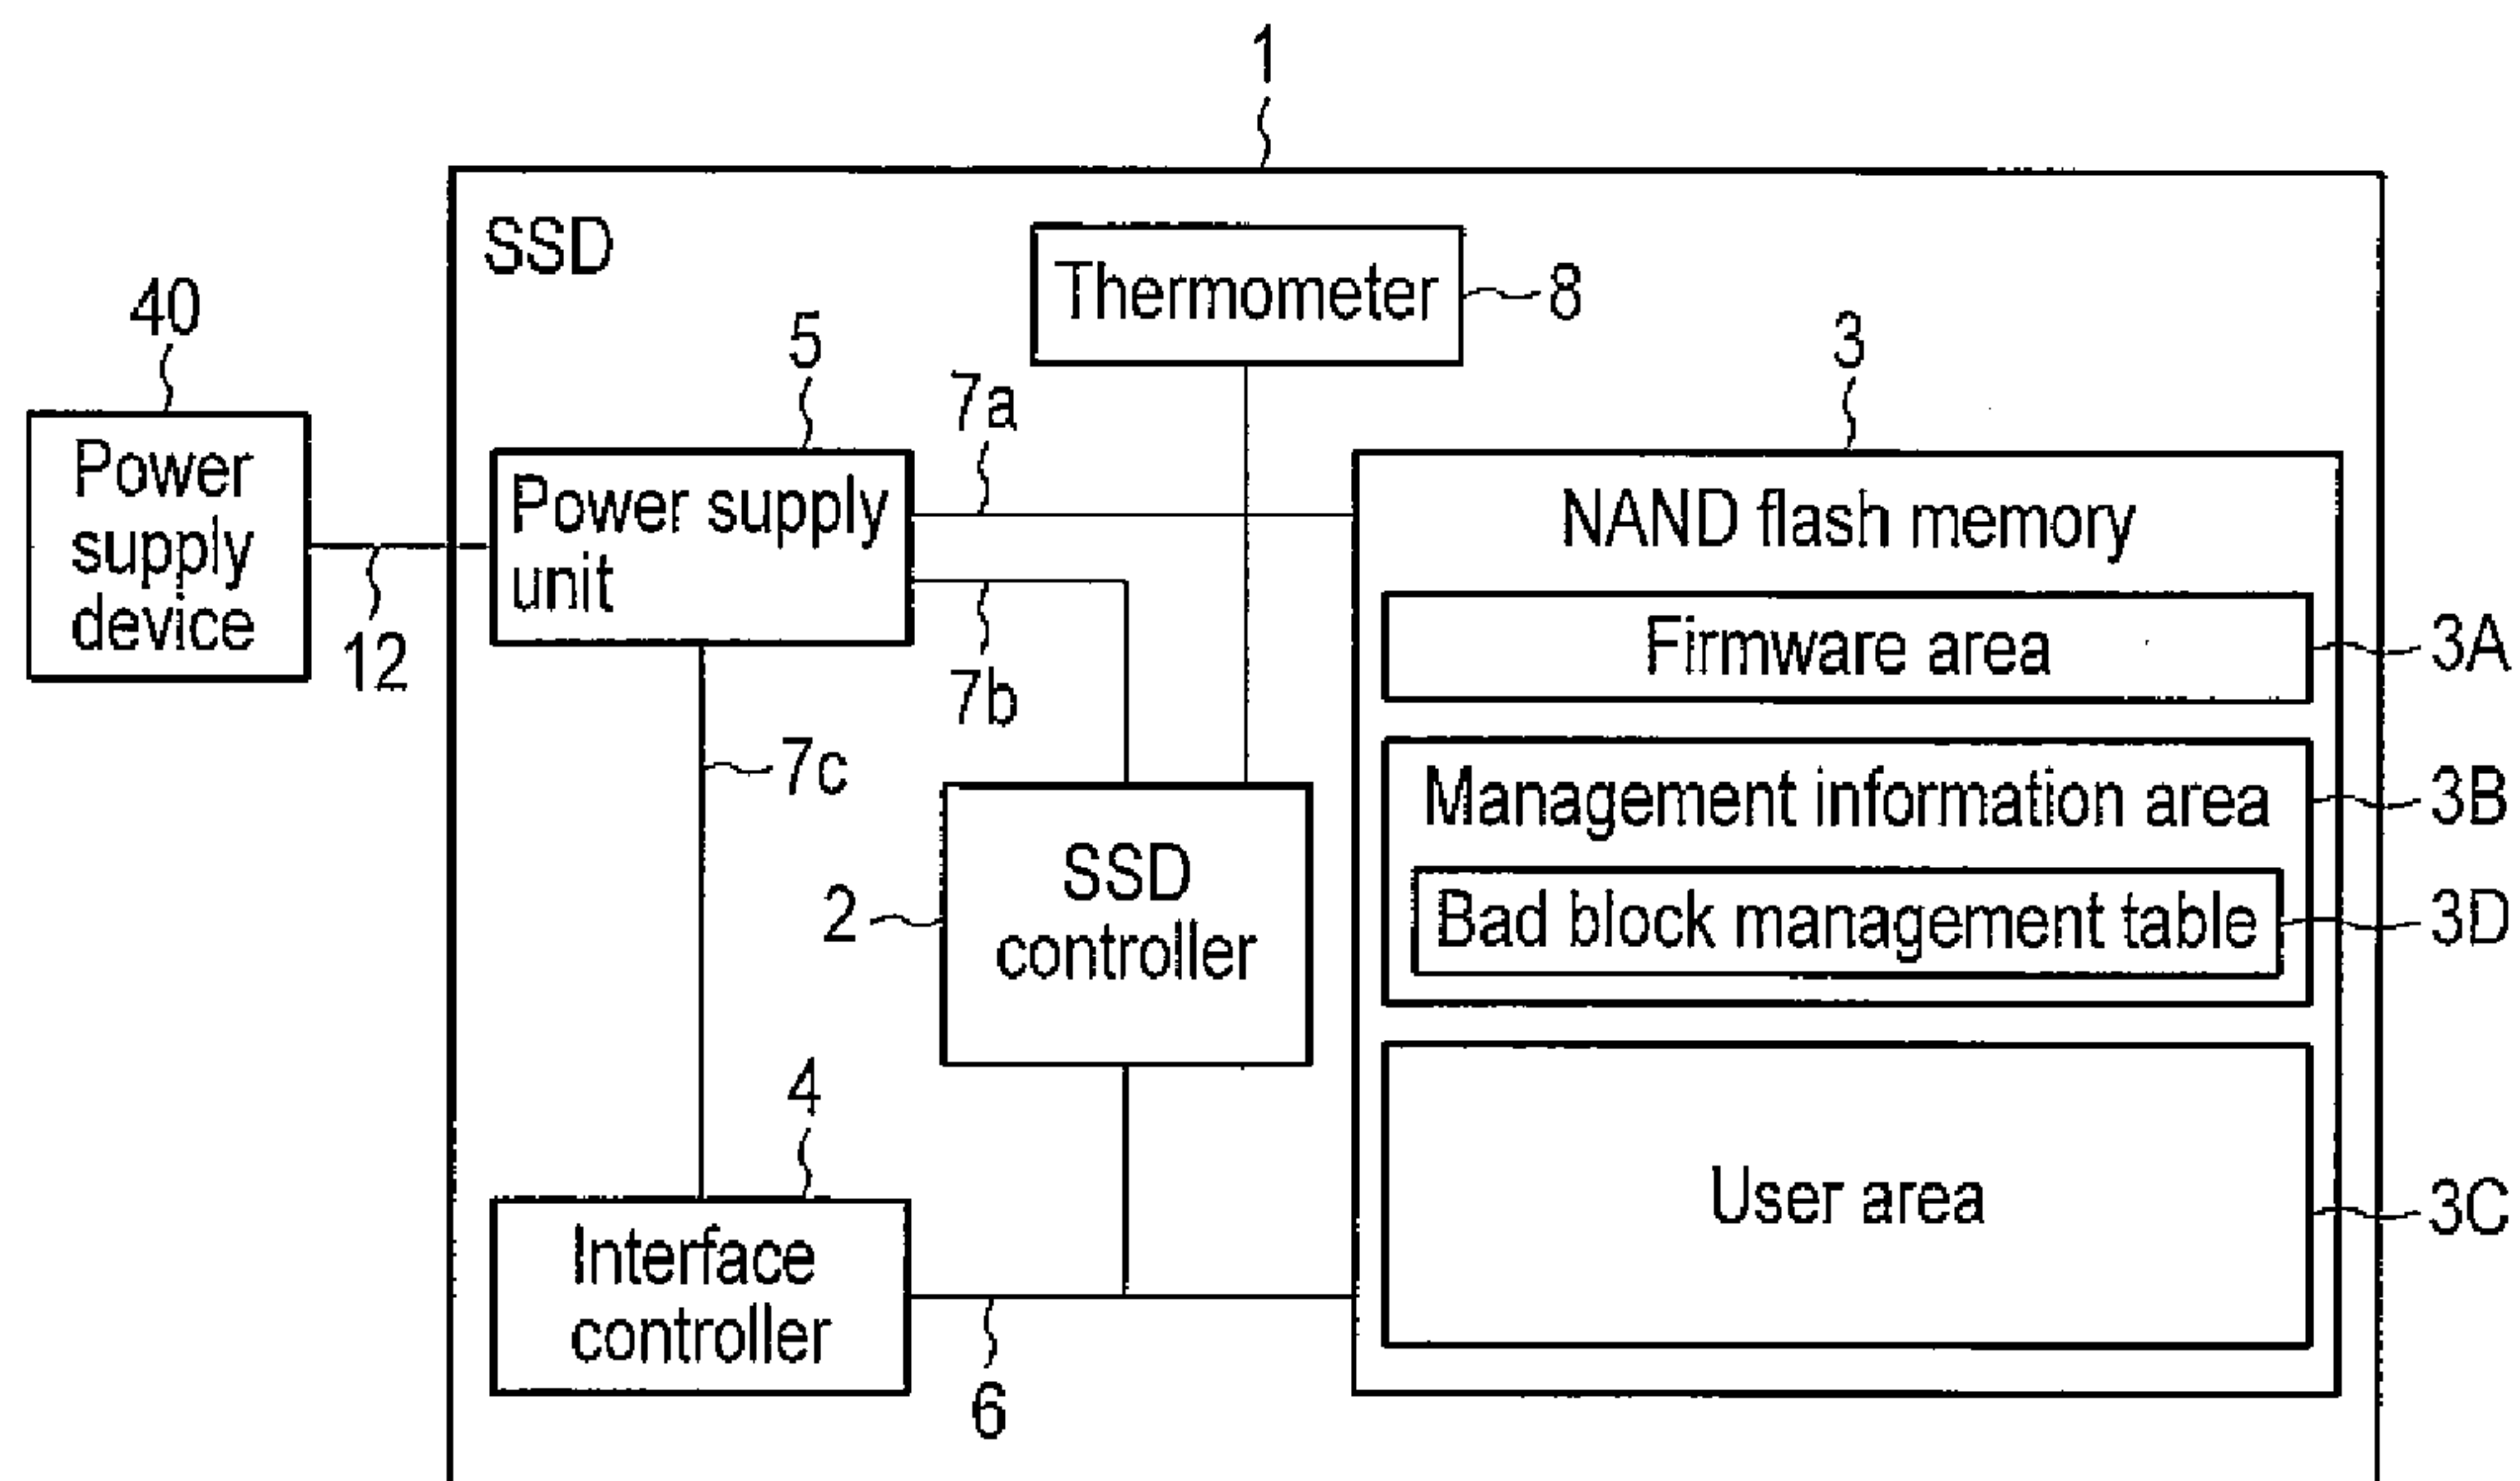 1
SSD
Thermometer
8
40
5
7a
3
Power
supply
device
12
Power supply
unit
7b
7c
NAND flash memory
Firmware area
3A
Management information area
3B
Bad block management table
3D
SSD
controller
2
4
User area
3C
Interface
controller
6